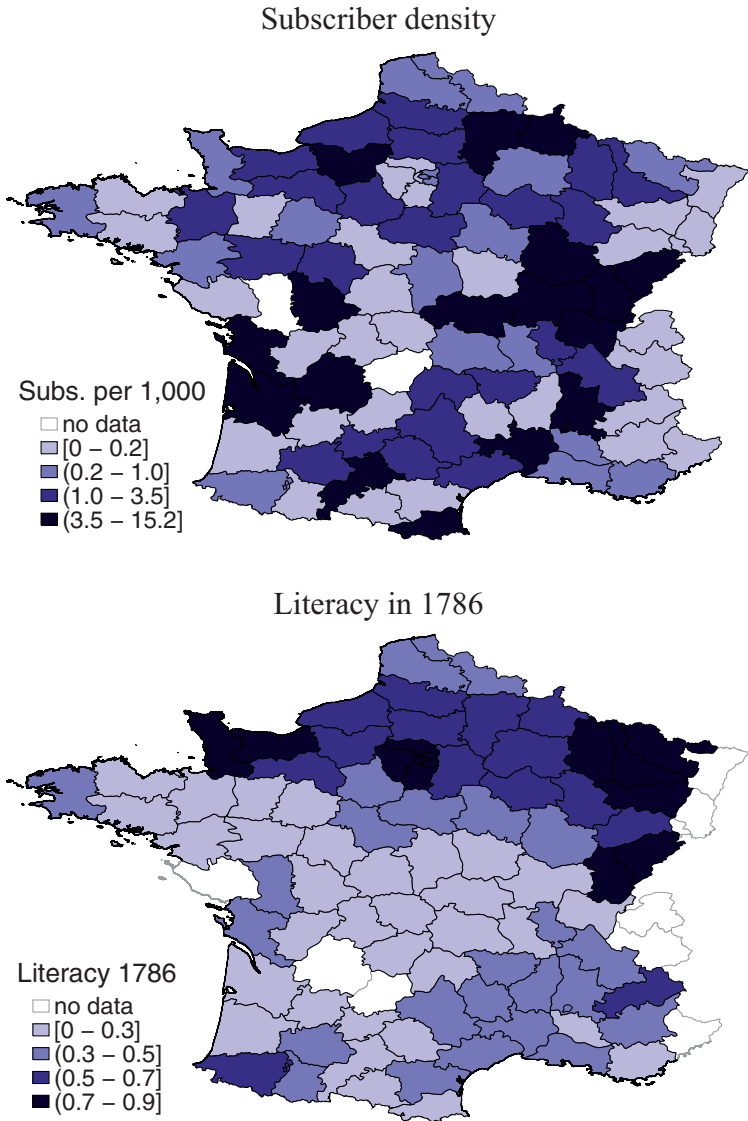 Subscriber density
Subs. per 1,000
no data
[0 – 0.2]
(0.2 – 1.0]
(1.0 – 3.5]
(3.5 – 15.2]
Literacy in 1786
Literacy 1786
no data
[0 – 0.3]
(0.3 – 0.5]
(0.5 – 0.7]
(0.7 – 0.9]